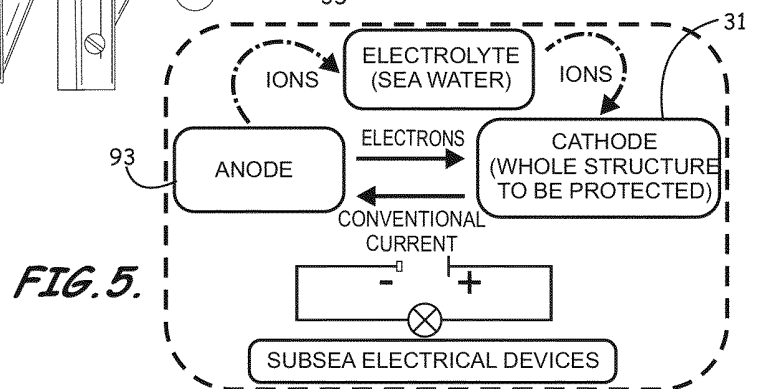 31
ELECTROLYTE
(SEA WATER)
IONS
IONS
93
ANODE
ELECTRONS
CATHODE
(WHOLE STRUCTURE
TO BE PROTECTED)
CONVENTIONAL
CURRENT
FIG.5.
- +
SUBSEA ELECTRICAL DEVICES